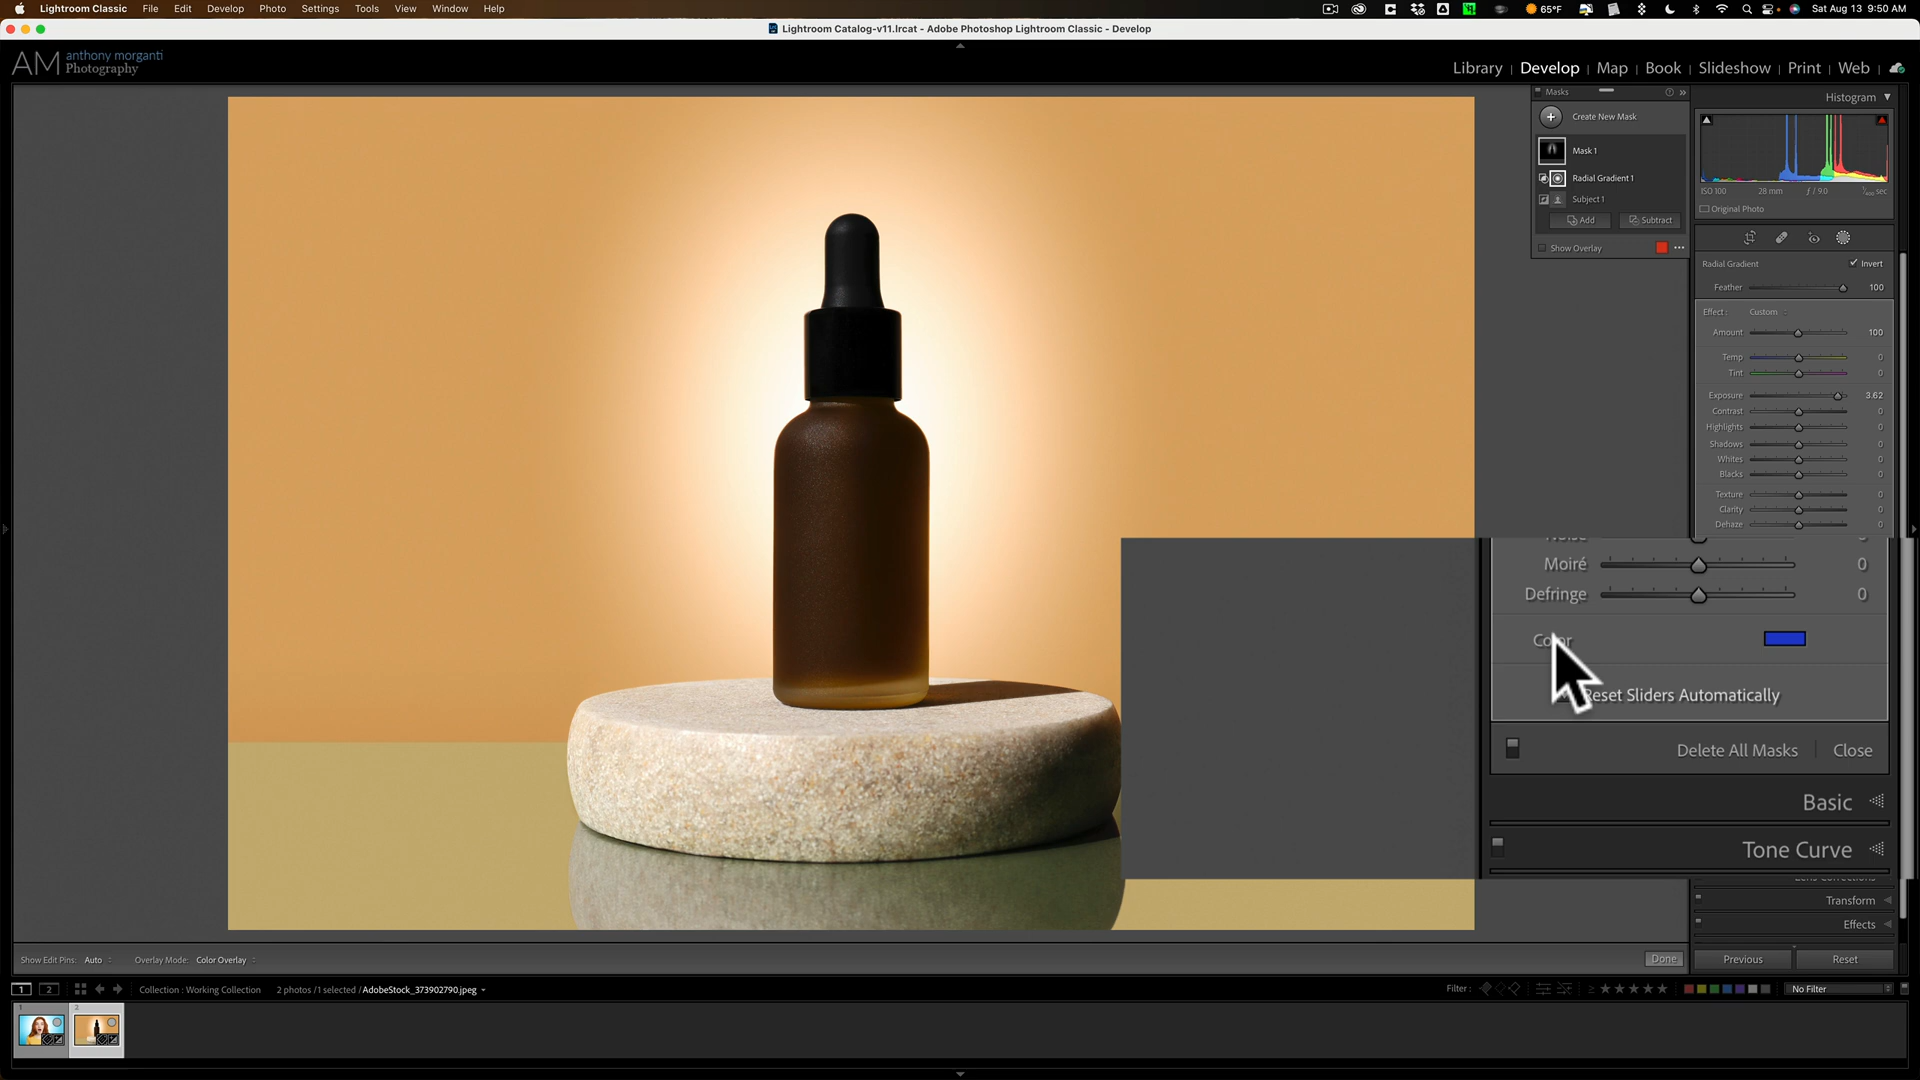 Lightroom Classic File Edit Develop Photo Settings Tools View Window Help
65°F Sat Aug 13 9:50 AM
Lightroom Catalog-v11.lrcat - Adobe Photoshop Lightroom Classic - Develop
AM anthony morganti
Photography
Library | Develop | Map | Book | Slideshow | Print | Web
Masks
Create New Mask
Mask 1
Radial Gradient 1
Subject 1
Add Subtract
Show Overlay
Histogram
ISO 100 28 mm ƒ / 9.0 sec
Original Photo
Radial Gradient Invert
Feather 100
Effect : Custom
Amount 100
Temp 0
Tint 0
Exposure 3.62
Contrast 0
Highlights 0
Shadows 0
Whites 0
Blacks 0
Texture 0
Clarity 0
Dehaze 0
Moiré 0
Defringe 0
Color
Reset Sliders Automatically
Delete All Masks Close
Basic
Tone Curve
Transform
Effects
Show Edit Pins: Auto Overlay Mode: Color Overlay Done
Previous Reset
1 2 Collection : Working Collection 2 photos / 1 selected / AdobeStock_373902790.jpeg Filter : No Filter
1 2